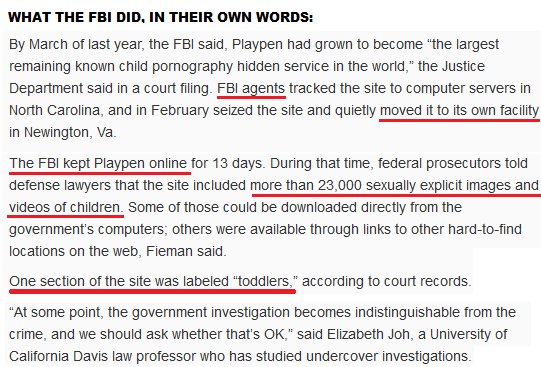 WHAT THE FBI DID, IN THEIR OWN WORDS:
By March of last year, the FBI said, Playpen had grown to become “the largest
remaining known child pornography hidden service in the world,” the Justice
Department said in a court filing. FBI agents tracked the site to computer servers in
North Carolina, and in February seized the site and quietly moved it to its own facility
in Newington, Va.
The FBI kept Playpen online for 13 days. During that time, federal prosecutors told
defense lawyers that the site included more than 23,000 sexually explicit images and
videos of children. Some of those could be downloaded directly from the
government’s computers; others were available through links to other hard-to-find
locations on the web, Fieman said.
One section of the site was labeled “toddlers,” according to court records.
“At some point, the government investigation becomes indistinguishable from the
crime, and we should ask whether that’s OK,” said Elizabeth Joh, a University of
California Davis law professor who has studied undercover investigations.